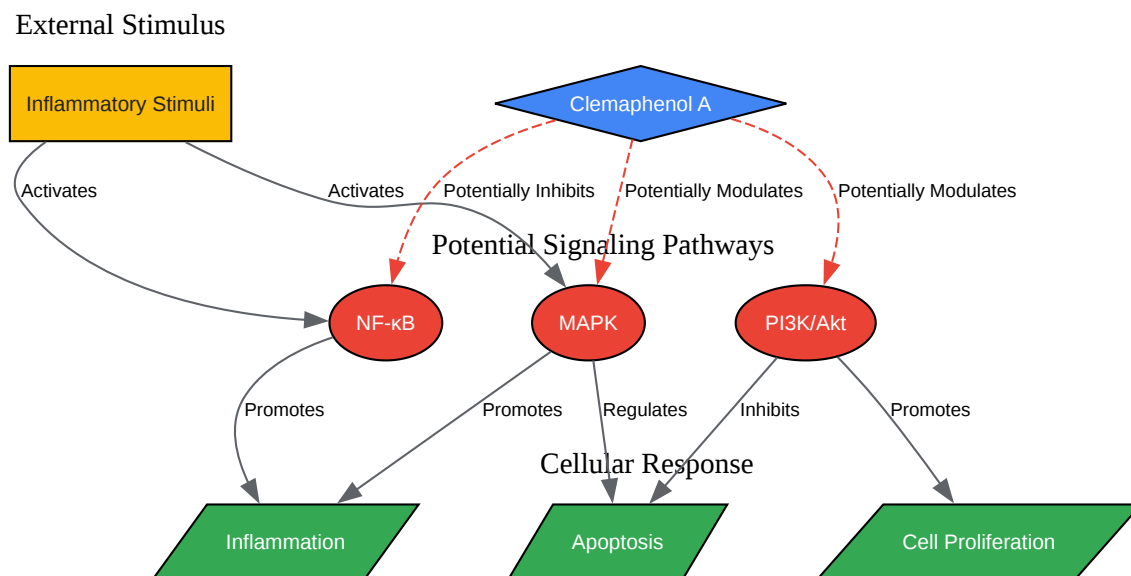 External Stimulus
Inflammatory Stimuli
Clemaphenol A
Activates
Activates
Potentially Inhibits
Potentially Modulates
Potentially Modulates
Potential Signaling Pathways
NF-κB
MAPK
PI3K/Akt
Promotes
Promotes
Regulates
Inhibits
Promotes
Cellular Response
Inflammation
Apoptosis
Cell Proliferation